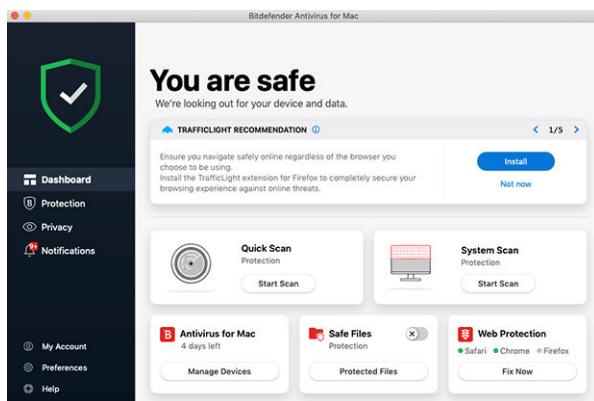 Bitdefender Antivirus for Mac
You are safe
We're looking out for your device and data.
TRAFFICLIGHT RECOMMENDATION
1/5
Ensure you navigate safely online regardless of the browser you
choose to be using.
Install the TrafficLight extension for Firefox to completely secure your
browsing experience against online threats.
Install
Not now
Dashboard
B Protection
Privacy
9+ Notifications
Quick Scan
Protection
Start Scan
System Scan
Protection
Start Scan
B Antivirus for Mac
4 days left
Manage Devices
Safe Files
Protection
Protected Files
Web Protection
Safari Chrome Firefox
Fix Now
My Account
Preferences
Help